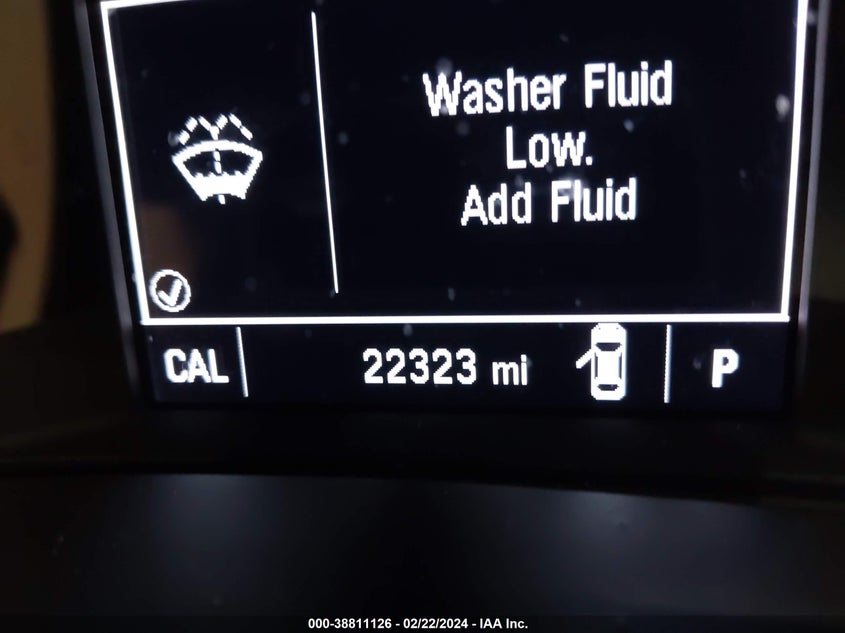 Washer Fluid
Low.
Add Fluid
CAL 22323 mi P
000-38811126 - 02/22/2024 - IAA Inc.